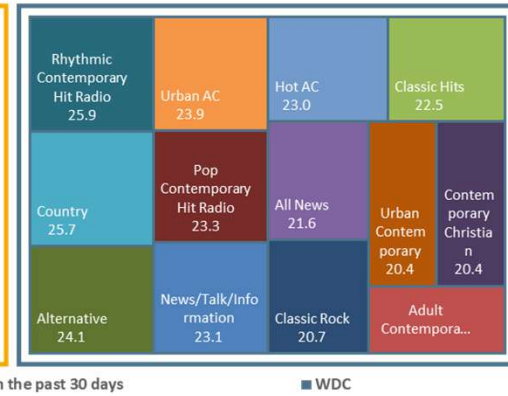 Rhythmic
Contemporary
Hit Radio
25.9
Urban AC
23.9
Hot AC
23.0
Classic Hits
22.5
Country
25.7
Pop
Contemporary
Hit Radio
23.3
All News
21.6
Urban
Contem
porary
20.4
Contem
porary
Christia
n
20.4
Alternative
24.1
News/Talk/Info
rmation
23.1
Classic Rock
20.7
Adult
Contempora...
the past 30 days
WDC